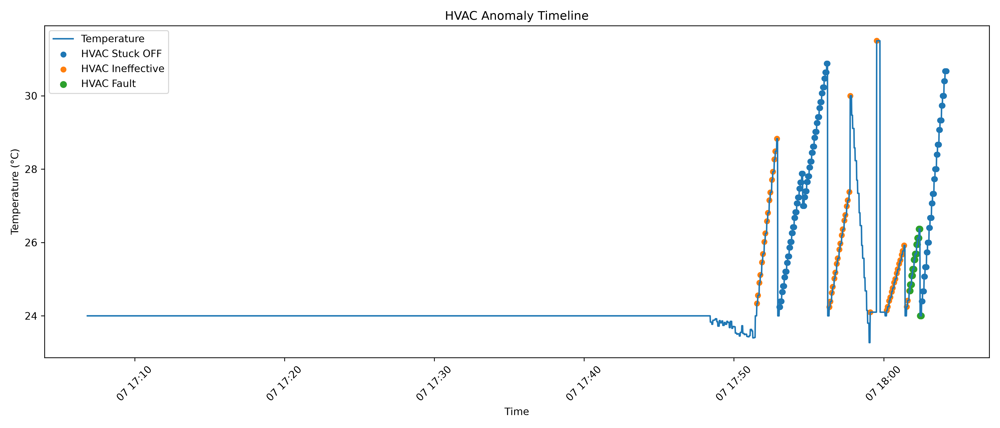 HVAC Anomaly Timeline
Temperature
HVAC Stuck OFF
HVAC Ineffective
HVAC Fault
Temperature (°C)
30
28
26
24
07 17:10
07 17:20
07 17:30
07 17:40
07 17:50
07 18:00
Time